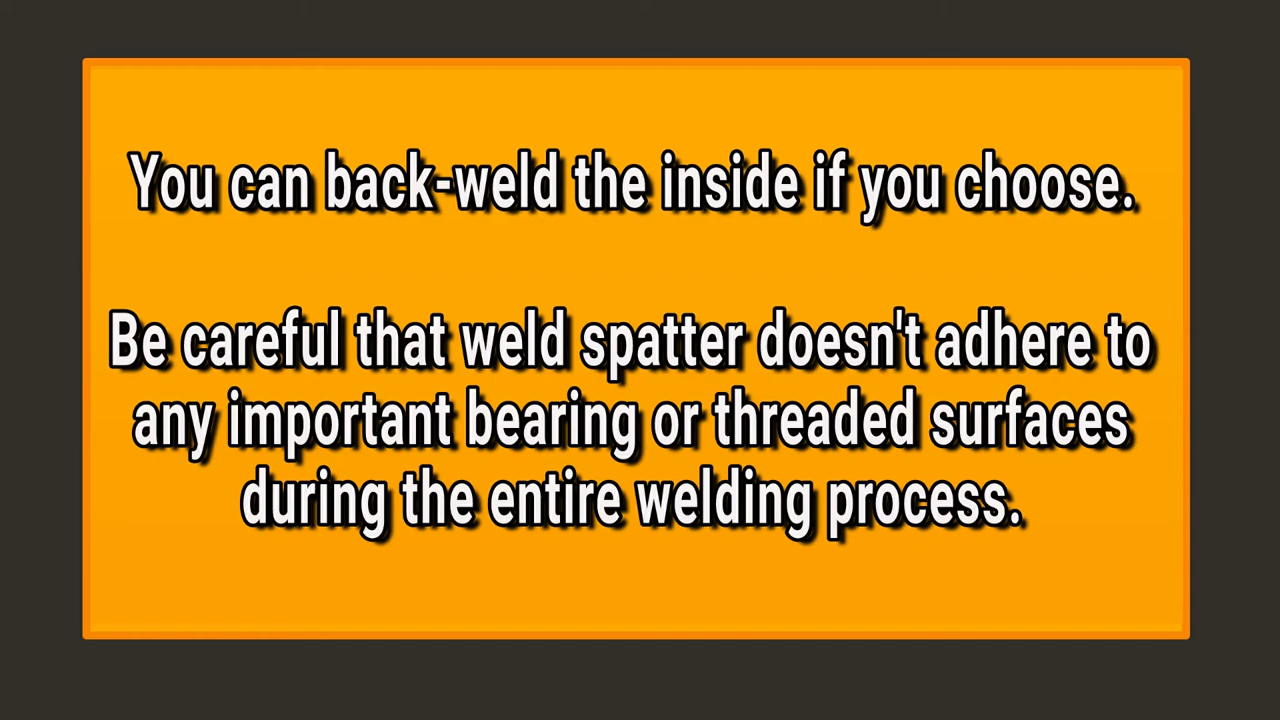 You can back-weld the inside if you choose.
Be careful that weld spatter doesn't adhere to
any important bearing or threaded surfaces
during the entire welding process.